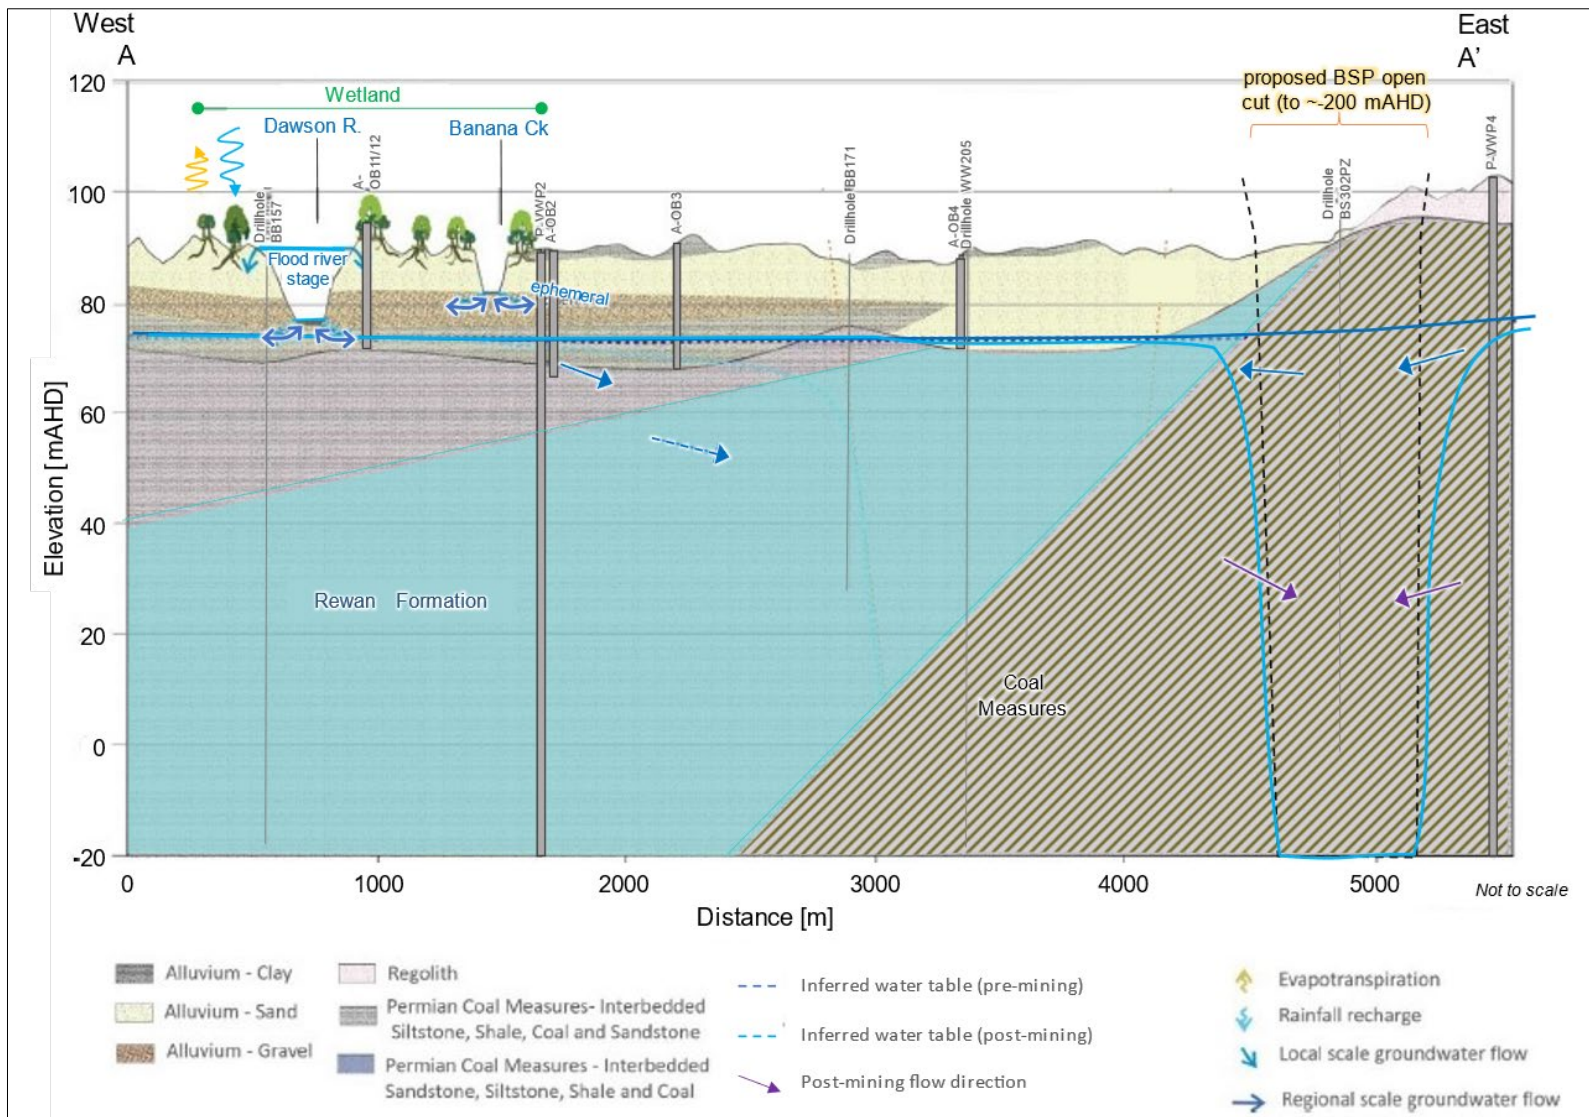 West
A
East
A'
proposed BSP open
cut (to ~-200 mAHD)
Wetland
Dawson R.
Banana Ck
Drillhole
BB157
A-
OB11/12
P-VWP2
A-OB2
A-OB3
Drillhole BB171
A-OB4
Drillhole WW205
Drillhole
BS302PZ
P-VWP4
Flood river
stage
ephemeral
120
100
80
60
40
20
0
-20
Elevation [mAHD]
Rewan Formation
Coal
Measures
0
1000
2000
3000
4000
5000
Not to scale
Distance [m]
Alluvium - Clay
Alluvium - Sand
Alluvium - Gravel
Regolith
Permian Coal Measures- Interbedded
Siltstone, Shale, Coal and Sandstone
Permian Coal Measures - Interbedded
Sandstone, Siltstone, Shale and Coal
Inferred water table (pre-mining)
Inferred water table (post-mining)
Post-mining flow direction
Evapotranspiration
Rainfall recharge
Local scale groundwater flow
Regional scale groundwater flow